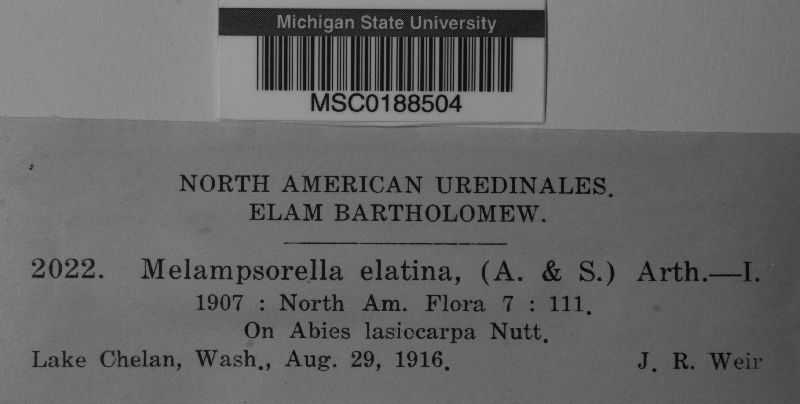 Michigan State University
MSC0188504
NORTH AMERICAN UREDINALES.
ELAM BARTHOLOMEW.
2022. Melampsorella elatina, (A. & S.) Arth.—I.
1907 : North Am. Flora 7 : 111.
On Abies lasiccarpa Nutt.
Lake Chelan, Wash., Aug. 29, 1916. J. R. Weir